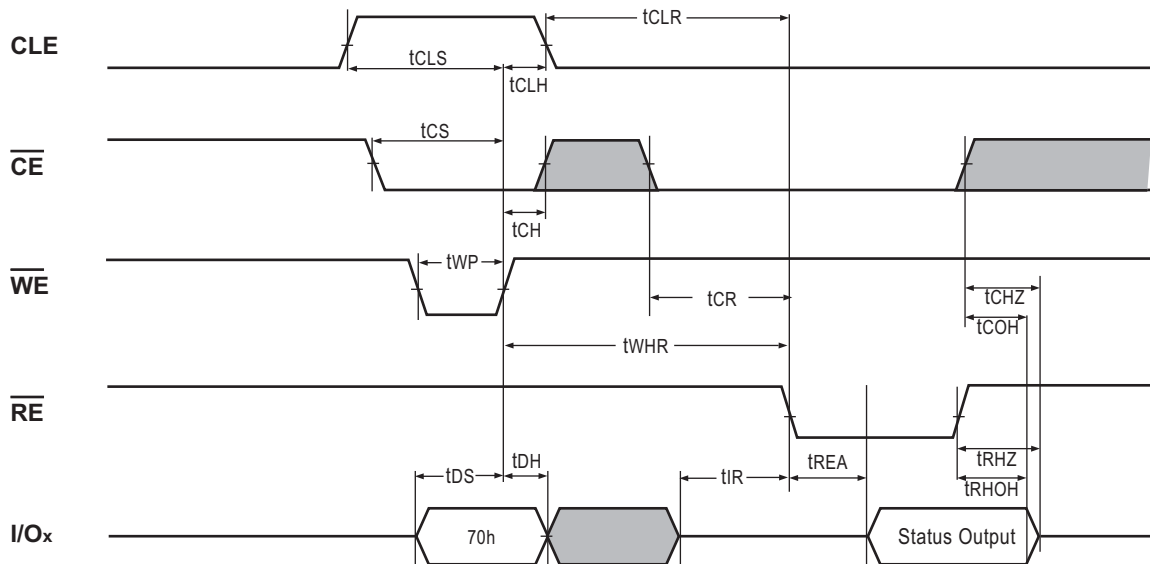 tCLR
CLE
tCLS
tCLH
tCS
CE
tCH
tWP
WE
tCR
tCHZ
tCOH
tWHR
RE
tDH
tREA
tRHZ
tDS
tIR
tRHOH
I/Ox
70h
Status Output